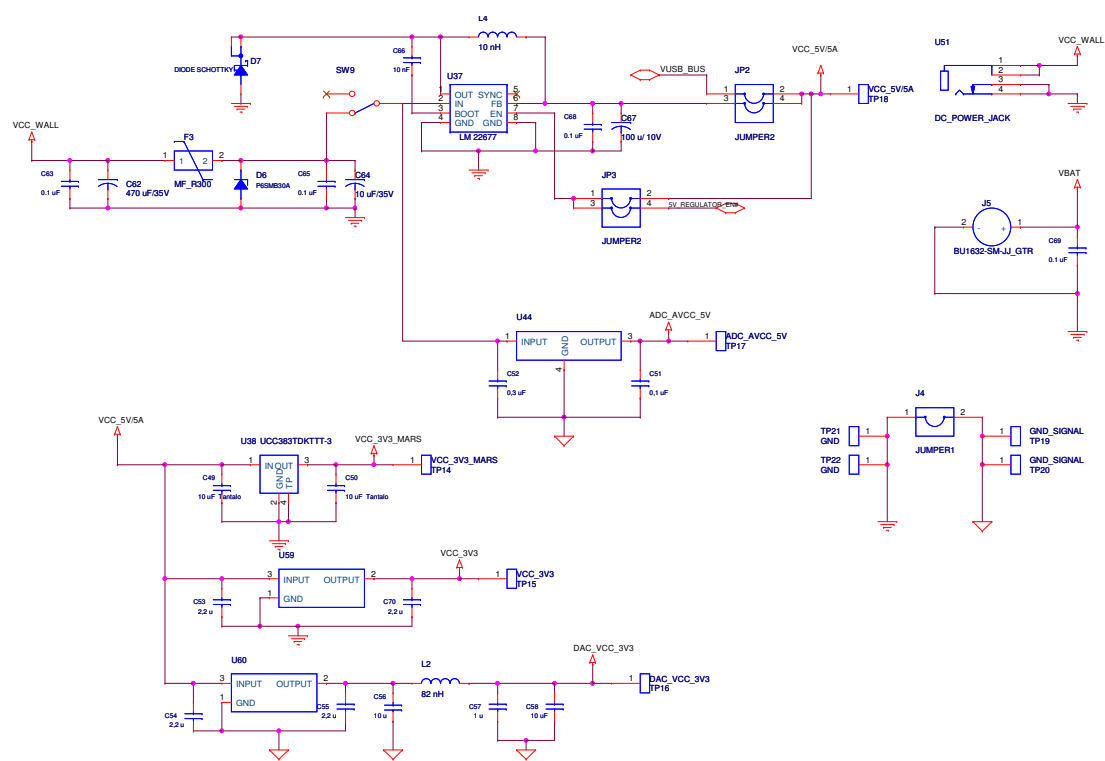 L4
10 nH
C66
10 nF
D7
DIODE SCHOTTKY
SW9
U37
1
2
3
4
OUT
IN
BOOT
GND
SYNC
FB
EN
GND
5
6
7
8
LM 22677
VUSB_BUS
JP2
1
3
2
4
JUMPER2
VCC_5V/5A
1
VCC_5V/5A
TP18
U51
1
2
3
4
VCC_WALL
DC_POWER_JACK
C68
0.1 uF
C67
100 u/ 10V
VCC_WALL
F3
1
1
2
2
MF_R300
C63
0.1 uF
C62
470 uF/35V
D6
P6SMB30A
C65
0.1 uF
C64
10 uF/35V
JP3
1
3
2
4
5V_REGULATOR_EN#
JUMPER2
VBAT
J5
2
-
+
1
BU1632-SM-JJ_GTR
C69
0.1 uF
U44
1
INPUT
GND
OUTPUT
3
4
ADC_AVCC_5V
1
ADC_AVCC_5V
TP17
C52
0,3 uF
C51
0,1 uF
J4
1
2
JUMPER1
TP21
GND
1
TP22
GND
1
1
GND_SIGNAL
TP19
1
GND_SIGNAL
TP20
VCC_5V/5A
U38 UCC383TDKTTT-3
1
IN
OUT
3
GND
TP
2
4
VCC_3V3_MARS
1
VCC_3V3_MARS
TP14
C49
10 uF Tantalo
C50
10 uF Tantalo
U59
3
INPUT
OUTPUT
2
1
GND
VCC_3V3
1
VCC_3V3
TP15
C53
2,2 u
C70
2,2 u
U60
3
INPUT
OUTPUT
2
1
GND
L2
82 nH
DAC_VCC_3V3
1
DAC_VCC_3V3
TP16
C54
2,2 u
C55
2,2 u
C56
10 u
C57
1 u
C58
10 uF